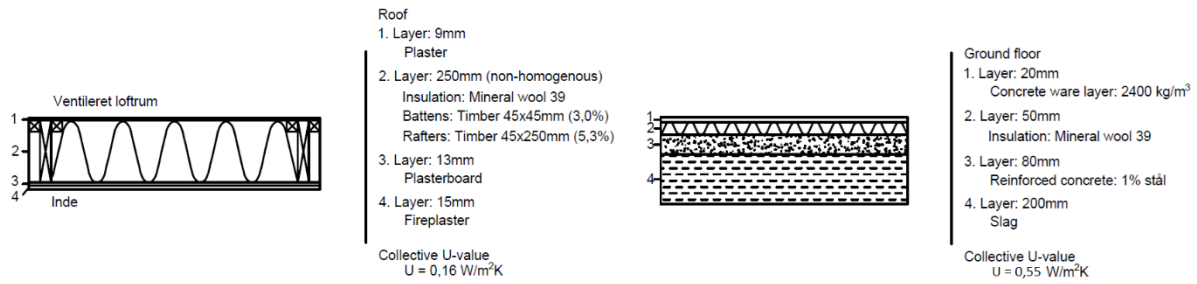 Ventileret loftrum
1
2
3
4
Inde
Roof
1. Layer: 9mm
Plaster
2. Layer: 250mm (non-homogenous)
Insulation: Mineral wool 39
Battens: Timber 45x45mm (3,0%)
Rafters: Timber 45x250mm (5,3%)
3. Layer: 13mm
Plasterboard
4. Layer: 15mm
Fireplaster
Collective U-value
U = 0,16 W/m²K
1
2
3
4
Ground floor
1. Layer: 20mm
Concrete ware layer: 2400 kg/m³
2. Layer: 50mm
Insulation: Mineral wool 39
3. Layer: 80mm
Reinforced concrete: 1% stål
4. Layer: 200mm
Slag
Collective U-value
U = 0,55 W/m²K